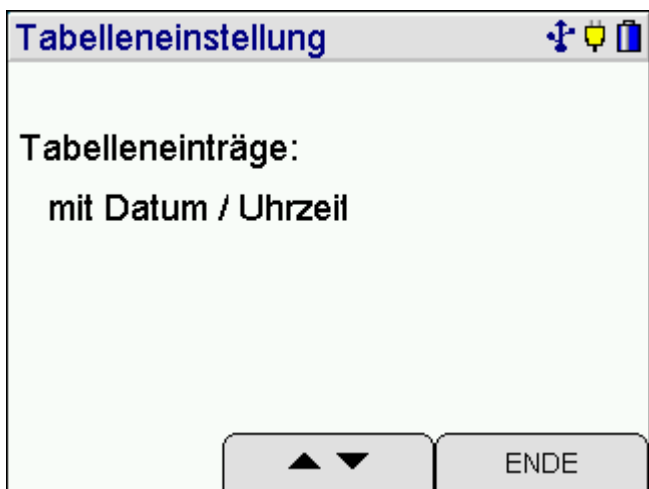 Tabelleneinstellung
Tabelleneinträge:
mit Datum / Uhrzeit
ENDE